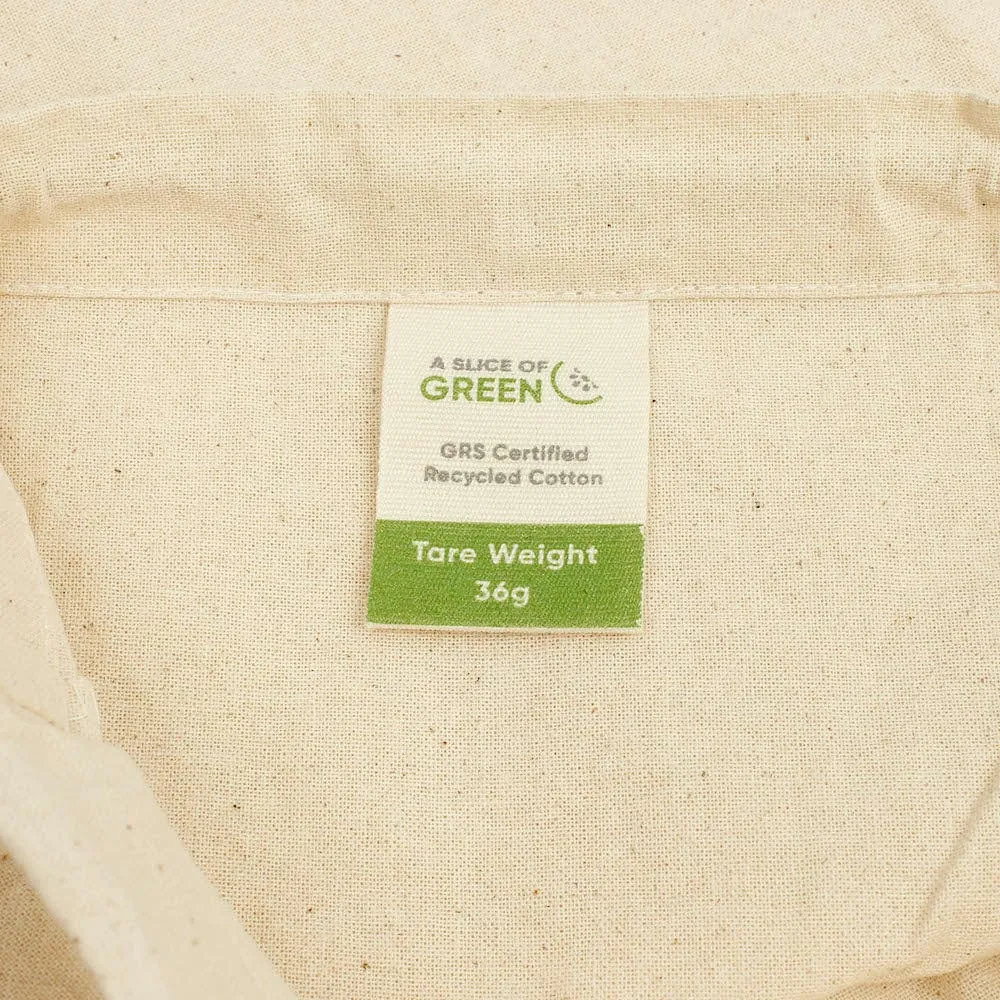 A SLICE OF
GREEN
GRS Certified
Recycled Cotton
Tare Weight
36g